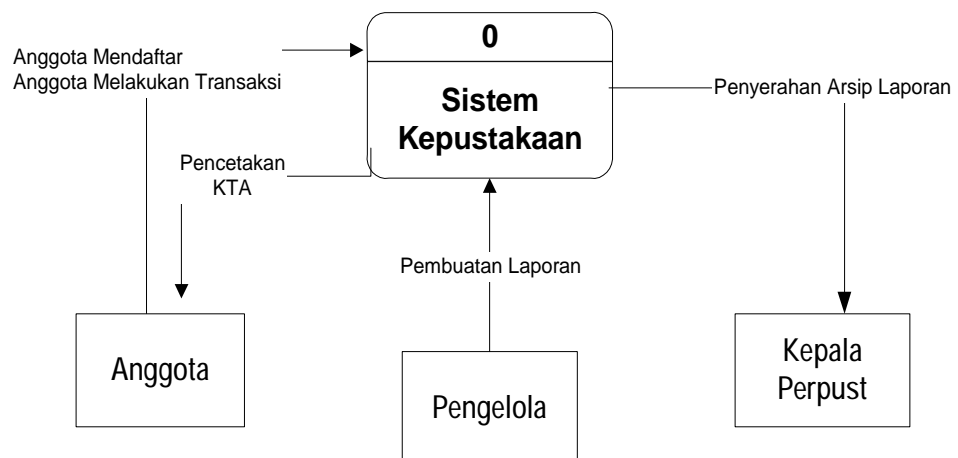 0
Sistem
Kepustakaan
Anggota Mendaftar
Anggota Melakukan Transaksi
Penyerahan Arsip Laporan
Pencetakan
KTA
Pembuatan Laporan
Anggota
Pengelola
Kepala
Perpust